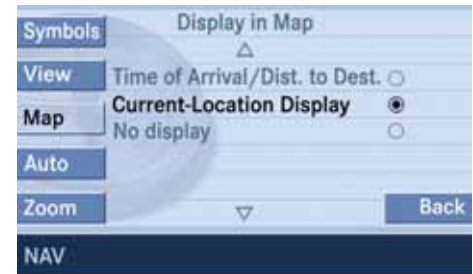 Display in Map
Symbols
View
Map
Auto
Zoom
Time of Arrival/Dist. to Dest.
Current-Location Display
No display
Back
NAV